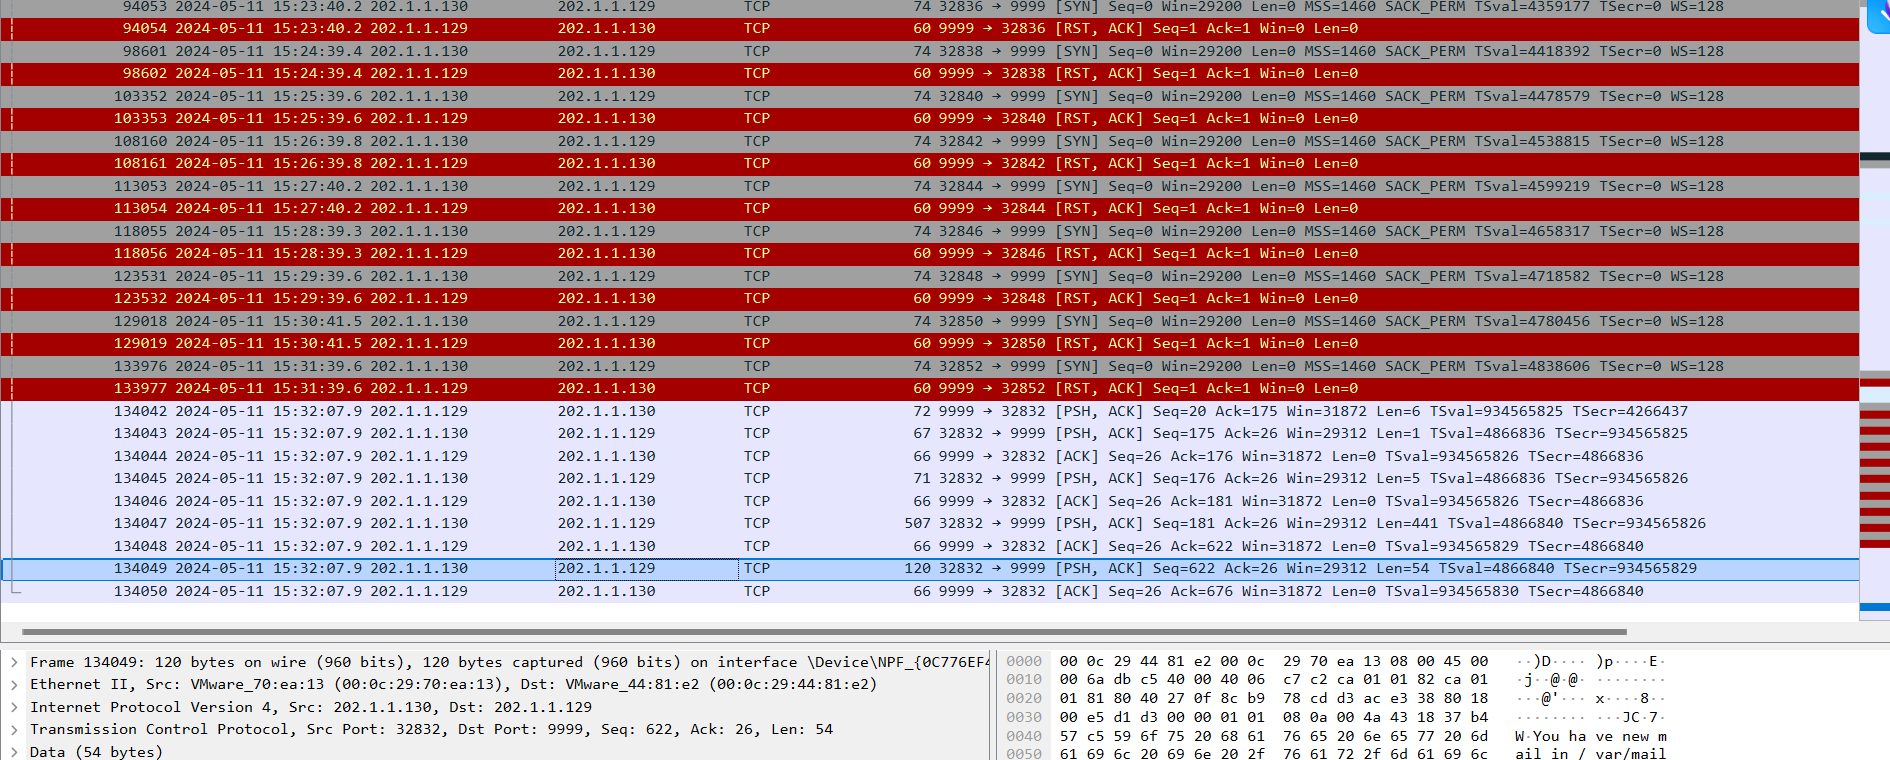 94053 2024-05-11 15:23:40.2 202.1.1.130 202.1.1.129 TCP 74 32836 → 9999 [SYN] Seq=0 Win=29200 Len=0 MSS=1460 SACK_PERM TSval=4359177 TSecr=0 WS=128
94054 2024-05-11 15:23:40.2 202.1.1.129 202.1.1.130 TCP 60 9999 → 32836 [RST, ACK] Seq=1 Ack=1 Win=0 Len=0
98601 2024-05-11 15:24:39.4 202.1.1.130 202.1.1.129 TCP 74 32838 → 9999 [SYN] Seq=0 Win=29200 Len=0 MSS=1460 SACK_PERM TSval=4418392 TSecr=0 WS=128
98602 2024-05-11 15:24:39.4 202.1.1.129 202.1.1.130 TCP 60 9999 → 32838 [RST, ACK] Seq=1 Ack=1 Win=0 Len=0
103352 2024-05-11 15:25:39.6 202.1.1.130 202.1.1.129 TCP 74 32840 → 9999 [SYN] Seq=0 Win=29200 Len=0 MSS=1460 SACK_PERM TSval=4478579 TSecr=0 WS=128
103353 2024-05-11 15:25:39.6 202.1.1.129 202.1.1.130 TCP 60 9999 → 32840 [RST, ACK] Seq=1 Ack=1 Win=0 Len=0
108160 2024-05-11 15:26:39.8 202.1.1.130 202.1.1.129 TCP 74 32842 → 9999 [SYN] Seq=0 Win=29200 Len=0 MSS=1460 SACK_PERM TSval=4538815 TSecr=0 WS=128
108161 2024-05-11 15:26:39.8 202.1.1.129 202.1.1.130 TCP 60 9999 → 32842 [RST, ACK] Seq=1 Ack=1 Win=0 Len=0
113053 2024-05-11 15:27:40.2 202.1.1.130 202.1.1.129 TCP 74 32844 → 9999 [SYN] Seq=0 Win=29200 Len=0 MSS=1460 SACK_PERM TSval=4599219 TSecr=0 WS=128
113054 2024-05-11 15:27:40.2 202.1.1.129 202.1.1.130 TCP 60 9999 → 32844 [RST, ACK] Seq=1 Ack=1 Win=0 Len=0
118055 2024-05-11 15:28:39.3 202.1.1.130 202.1.1.129 TCP 74 32846 → 9999 [SYN] Seq=0 Win=29200 Len=0 MSS=1460 SACK_PERM TSval=4658317 TSecr=0 WS=128
118056 2024-05-11 15:28:39.3 202.1.1.129 202.1.1.130 TCP 60 9999 → 32846 [RST, ACK] Seq=1 Ack=1 Win=0 Len=0
123531 2024-05-11 15:29:39.6 202.1.1.130 202.1.1.129 TCP 74 32848 → 9999 [SYN] Seq=0 Win=29200 Len=0 MSS=1460 SACK_PERM TSval=4718582 TSecr=0 WS=128
123532 2024-05-11 15:29:39.6 202.1.1.129 202.1.1.130 TCP 60 9999 → 32848 [RST, ACK] Seq=1 Ack=1 Win=0 Len=0
129018 2024-05-11 15:30:41.5 202.1.1.130 202.1.1.129 TCP 74 32850 → 9999 [SYN] Seq=0 Win=29200 Len=0 MSS=1460 SACK_PERM TSval=4780456 TSecr=0 WS=128
129019 2024-05-11 15:30:41.5 202.1.1.129 202.1.1.130 TCP 60 9999 → 32850 [RST, ACK] Seq=1 Ack=1 Win=0 Len=0
133976 2024-05-11 15:31:39.6 202.1.1.130 202.1.1.129 TCP 74 32852 → 9999 [SYN] Seq=0 Win=29200 Len=0 MSS=1460 SACK_PERM TSval=4838606 TSecr=0 WS=128
133977 2024-05-11 15:31:39.6 202.1.1.129 202.1.1.130 TCP 60 9999 → 32852 [RST, ACK] Seq=1 Ack=1 Win=0 Len=0
134042 2024-05-11 15:32:07.9 202.1.1.129 202.1.1.130 TCP 72 9999 → 32832 [PSH, ACK] Seq=20 Ack=175 Win=31872 Len=6 TSval=934565825 TSecr=4266437
134043 2024-05-11 15:32:07.9 202.1.1.130 202.1.1.129 TCP 67 32832 → 9999 [PSH, ACK] Seq=175 Ack=26 Win=29312 Len=1 TSval=4866836 TSecr=934565825
134044 2024-05-11 15:32:07.9 202.1.1.129 202.1.1.130 TCP 66 9999 → 32832 [ACK] Seq=26 Ack=176 Win=31872 Len=0 TSval=934565826 TSecr=4866836
134045 2024-05-11 15:32:07.9 202.1.1.130 202.1.1.129 TCP 71 32832 → 9999 [PSH, ACK] Seq=176 Ack=26 Win=29312 Len=5 TSval=4866836 TSecr=934565826
134046 2024-05-11 15:32:07.9 202.1.1.129 202.1.1.130 TCP 66 9999 → 32832 [ACK] Seq=26 Ack=181 Win=31872 Len=0 TSval=934565826 TSecr=4866836
134047 2024-05-11 15:32:07.9 202.1.1.130 202.1.1.129 TCP 507 32832 → 9999 [PSH, ACK] Seq=181 Ack=26 Win=29312 Len=441 TSval=4866840 TSecr=934565826
134048 2024-05-11 15:32:07.9 202.1.1.129 202.1.1.130 TCP 66 9999 → 32832 [ACK] Seq=26 Ack=622 Win=31872 Len=0 TSval=934565829 TSecr=4866840
134049 2024-05-11 15:32:07.9 202.1.1.130 202.1.1.129 TCP 120 32832 → 9999 [PSH, ACK] Seq=622 Ack=26 Win=29312 Len=54 TSval=4866840 TSecr=934565829
134050 2024-05-11 15:32:07.9 202.1.1.129 202.1.1.130 TCP 66 9999 → 32832 [ACK] Seq=26 Ack=676 Win=31872 Len=0 TSval=934565830 TSecr=4866840
Frame 134049: 120 bytes on wire (960 bits), 120 bytes captured (960 bits) on interface \Device\NPF_{0C776EF4
Ethernet II, Src: VMware_70:ea:13 (00:0c:29:70:ea:13), Dst: VMware_44:81:e2 (00:0c:29:44:81:e2)
Internet Protocol Version 4, Src: 202.1.1.130, Dst: 202.1.1.129
Transmission Control Protocol, Src Port: 32832, Dst Port: 9999, Seq: 622, Ack: 26, Len: 54
Data (54 bytes)
0000 00 0c 29 44 81 e2 00 0c 29 70 ea 13 08 00 45 00 ··)D···· )p····E·
0010 00 6a db c5 40 00 40 06 c7 c2 ca 01 01 82 ca 01 ·j··@·@· ········
0020 01 81 80 40 27 0f 8c b9 78 cd d3 ac e3 38 80 18 ···@'··· x····8··
0030 00 e5 d1 d3 00 00 01 01 08 0a 00 4a 43 18 37 b4 ········ ···JC·7·
0040 57 c5 59 6f 75 20 68 61 76 65 20 6e 65 77 20 6d W·You ha ve new m
0050 61 69 6c 20 69 6e 20 2f 76 61 72 2f 6d 61 69 6c ail in / var/mail